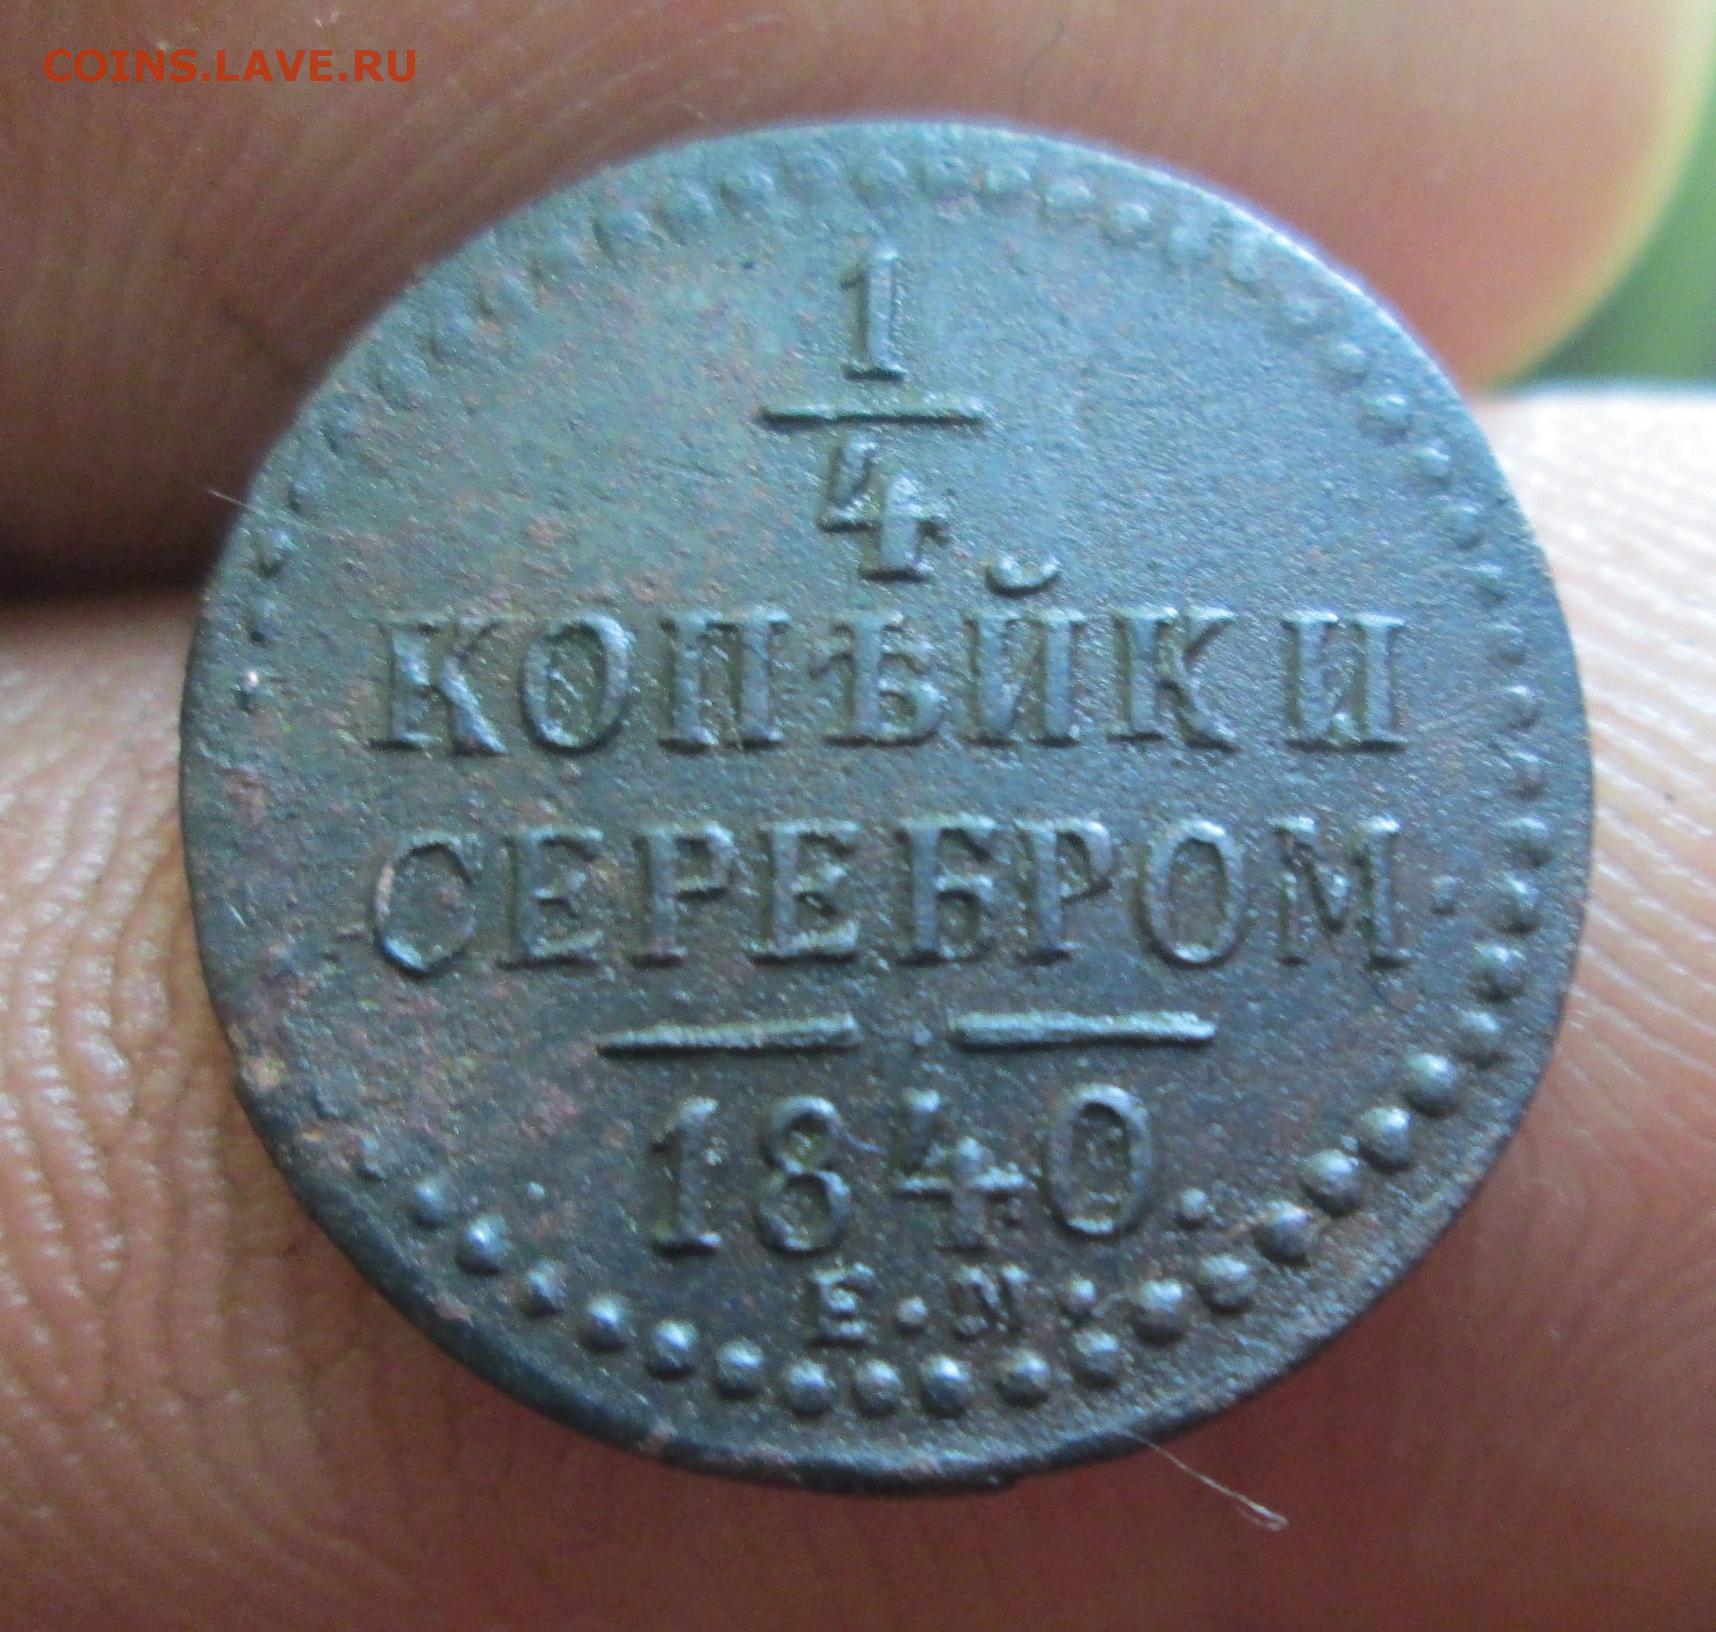 COINS.LAVE.RU
1
4
КОПѢЙКИ
СЕРЕБРОМ.
1840.
Е.М.